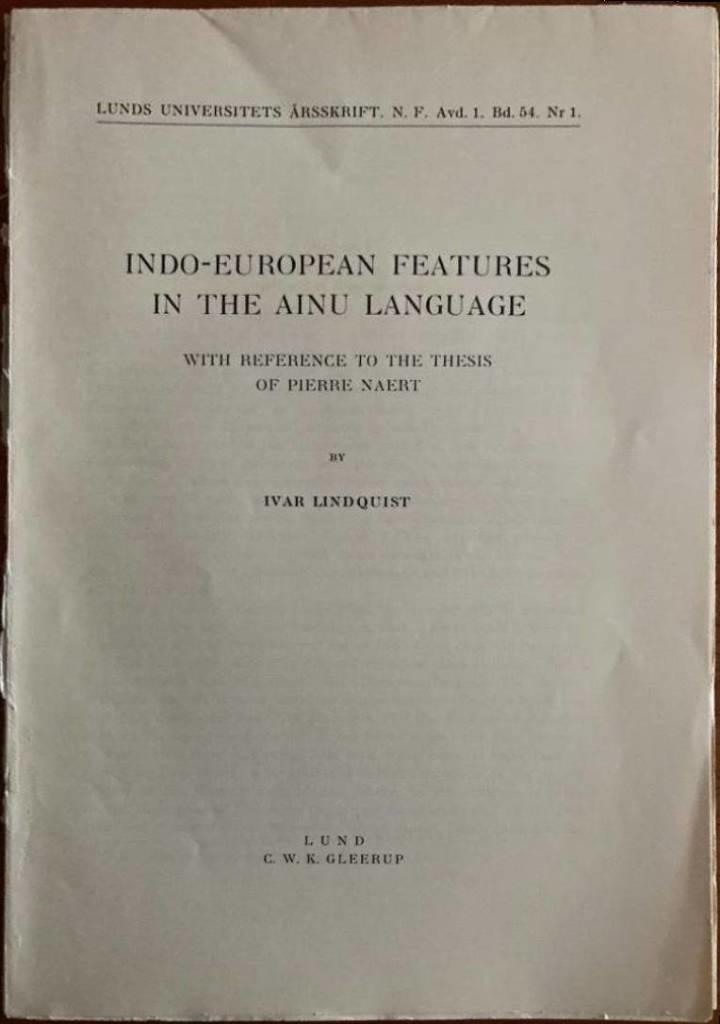 LUNDS UNIVERSITETS ÅRSSKRIFT. N. F. Avd. 1. Bd. 54. Nr 1.
INDO-EUROPEAN FEATURES
IN THE AINU LANGUAGE
WITH REFERENCE TO THE THESIS
OF PIERRE NAERT
BY
IVAR LINDQUIST
LUND
C. W. K. GLEERUP